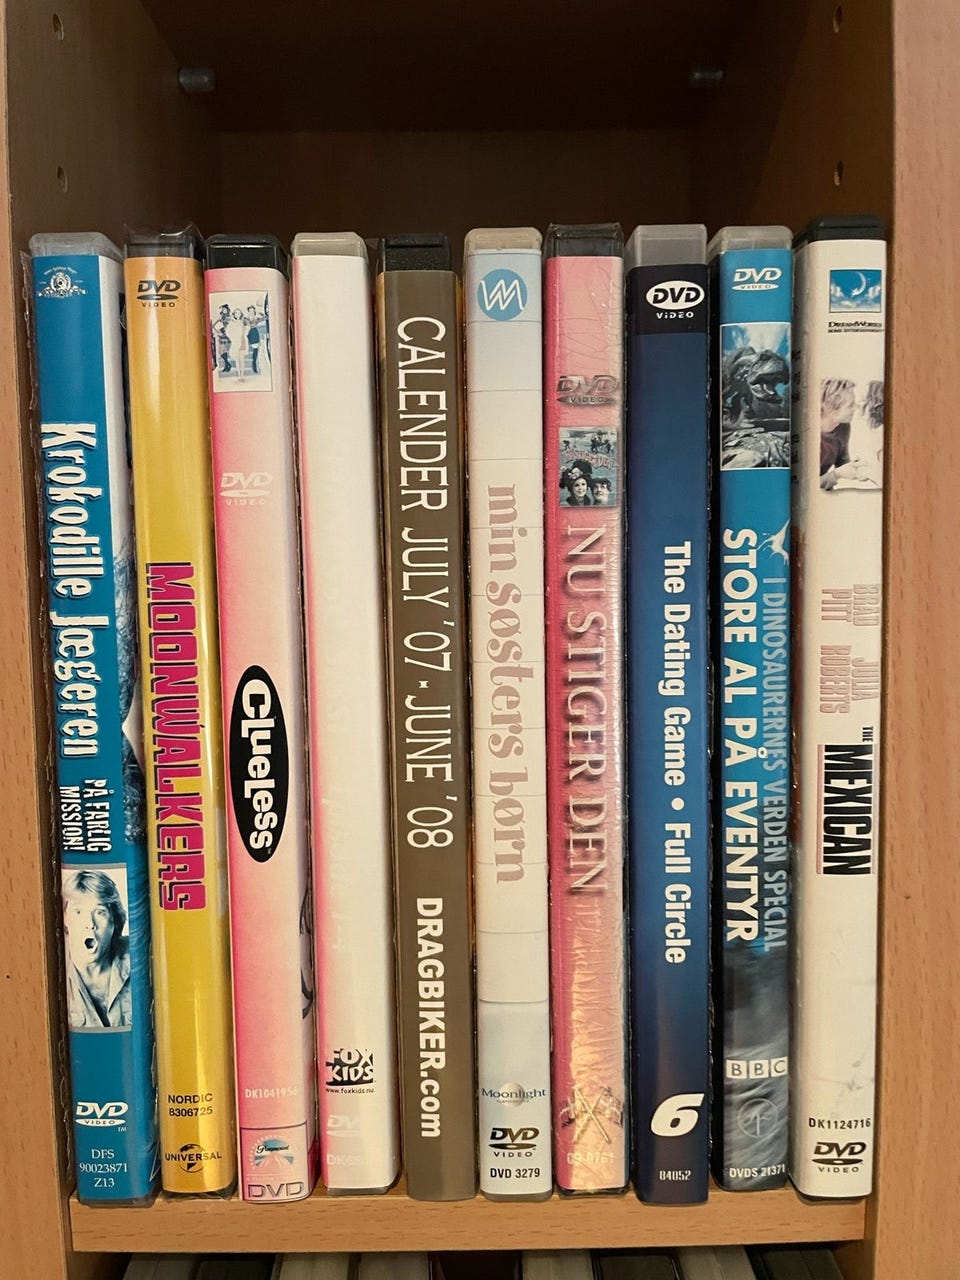 Krokodille Jægeren
PÅ FARLIG
MISSION!
DVD
VIDEO
DFS
90023871
Z13
DVD
VIDEO
MOONWALKERS
NORDIC
8306725
UNIVERSAL
DVD
VIDEO
CLUELESS
DK1041956
Paramount
DVD
FOX
KIDS
www.foxkids.nu
DVD
CALENDER JULY '07 - JUNE '08
DRAGBIKER.com
min søsters børn
Moonlight
DVD
VIDEO
DVD 3279
DVD
VIDEO
NU STIGER DEN
DVD
VIDEO
The Dating Game • Full Circle
6
84052
DVD
VIDEO
I DINOSAURERNES VERDEN SPECIAL
STORE AL PÅ EVENTYR
BBC
DVDS 21371
DREAMWORKS
HOME ENTERTAINMENT
BRAD
PITT
JULIA
ROBERTS
THE
MEXICAN
DK1124716
DVD
VIDEO